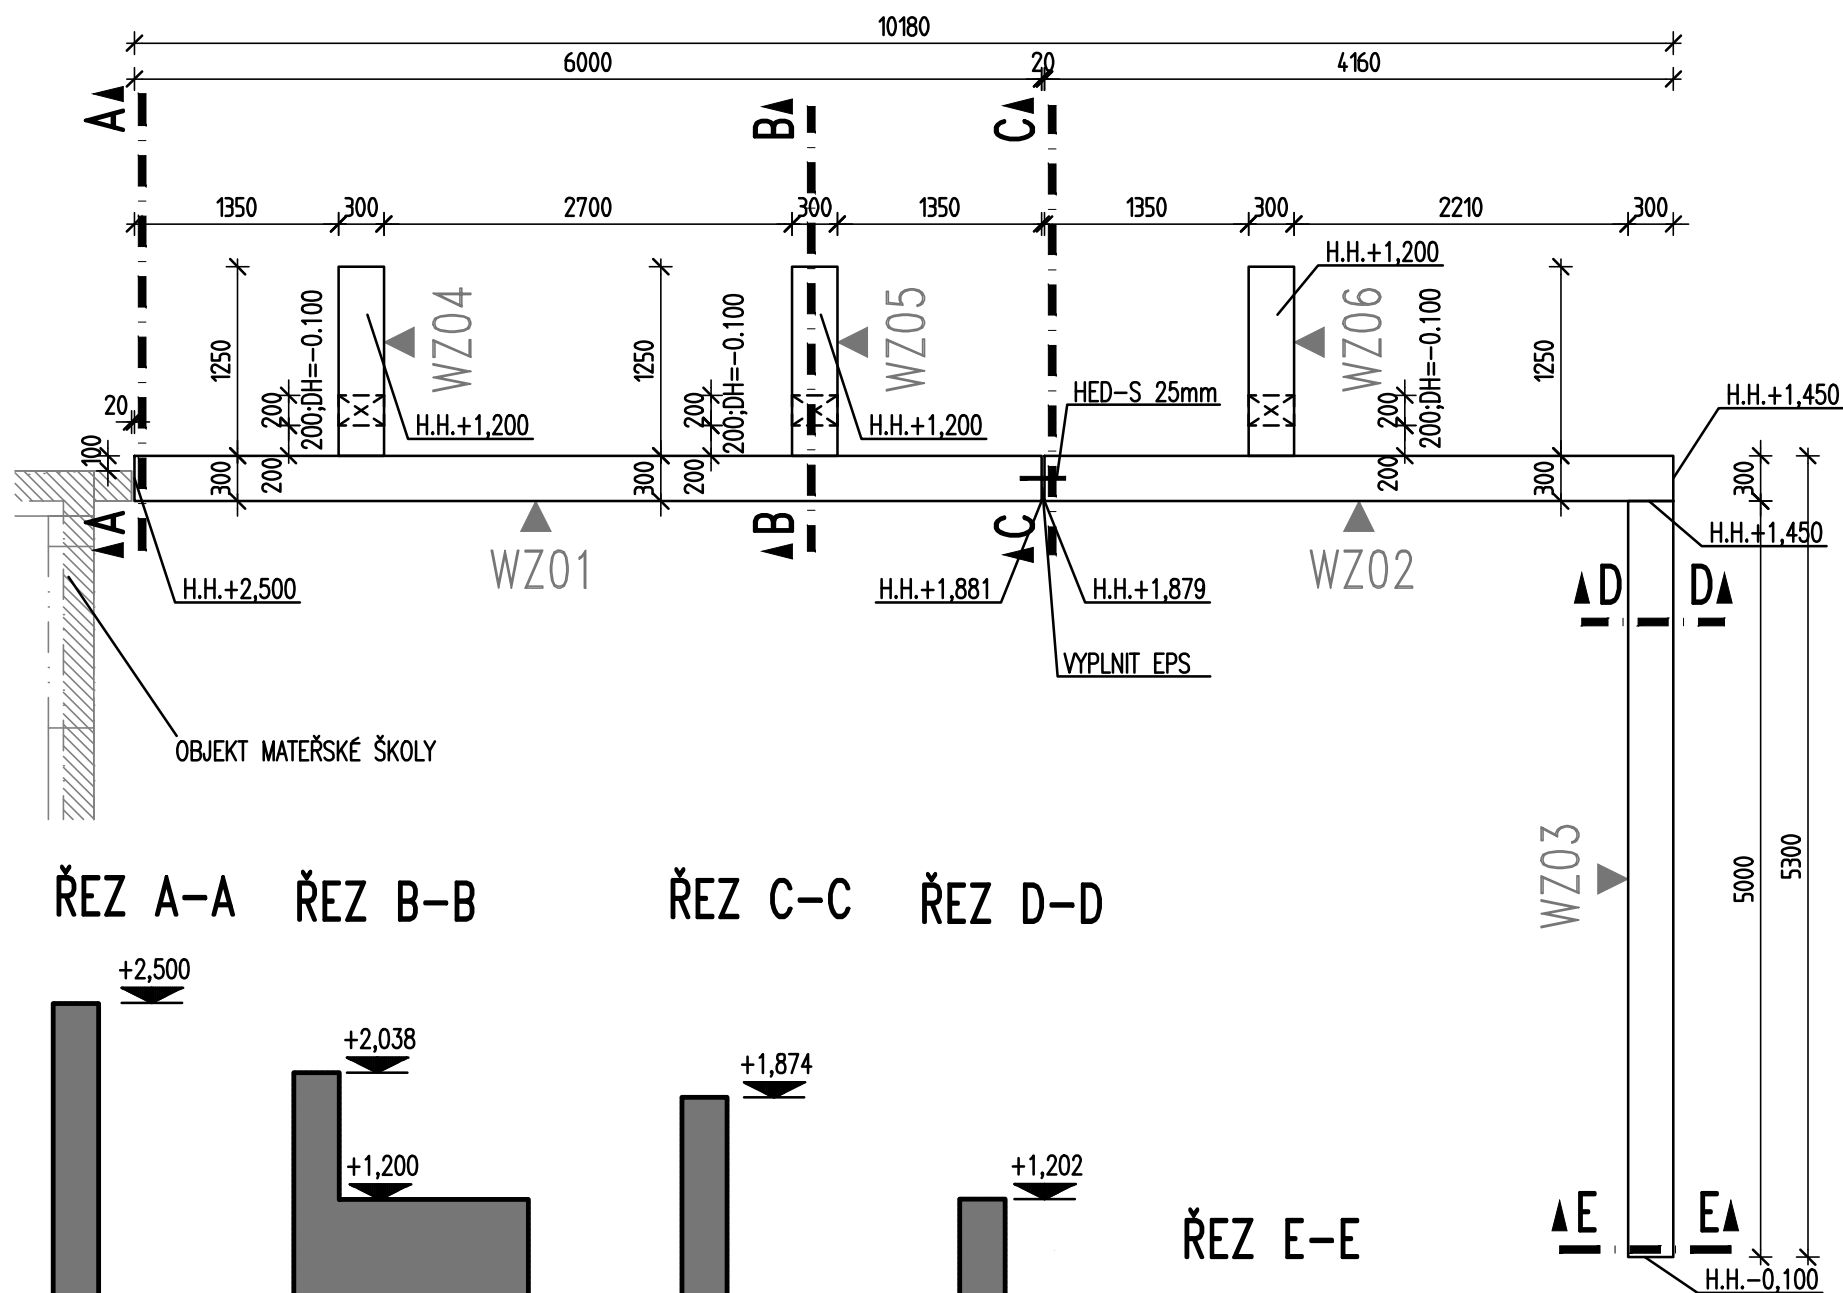 10180
6000
20
4160
A
B
C
1350
300
2700
300
1350
1350
300
2210
300
H.H.+1,200
WZ04
WZ05
WZ06
1250
200;DH=-0.100
1250
200;DH=-0.100
200;DH=-0.100
1250
HED-S 25mm
H.H.+1,450
20
200
x
H.H.+1,200
200
x
H.H.+1,200
x
200
100
300
200
300
200
200
300
300
A
B
C
WZ01
WZ02
H.H.+1,450
H.H.+2,500
H.H.+1,881
H.H.+1,879
D
D
VYPLNIT EPS
OBJEKT MATEŘSKÉ ŠKOLY
WZ03
5000
5300
ŘEZ A-A
ŘEZ B-B
ŘEZ C-C
ŘEZ D-D
+2,500
+2,038
+1,874
+1,200
+1,202
ŘEZ E-E
E
E
H.H.-0,100